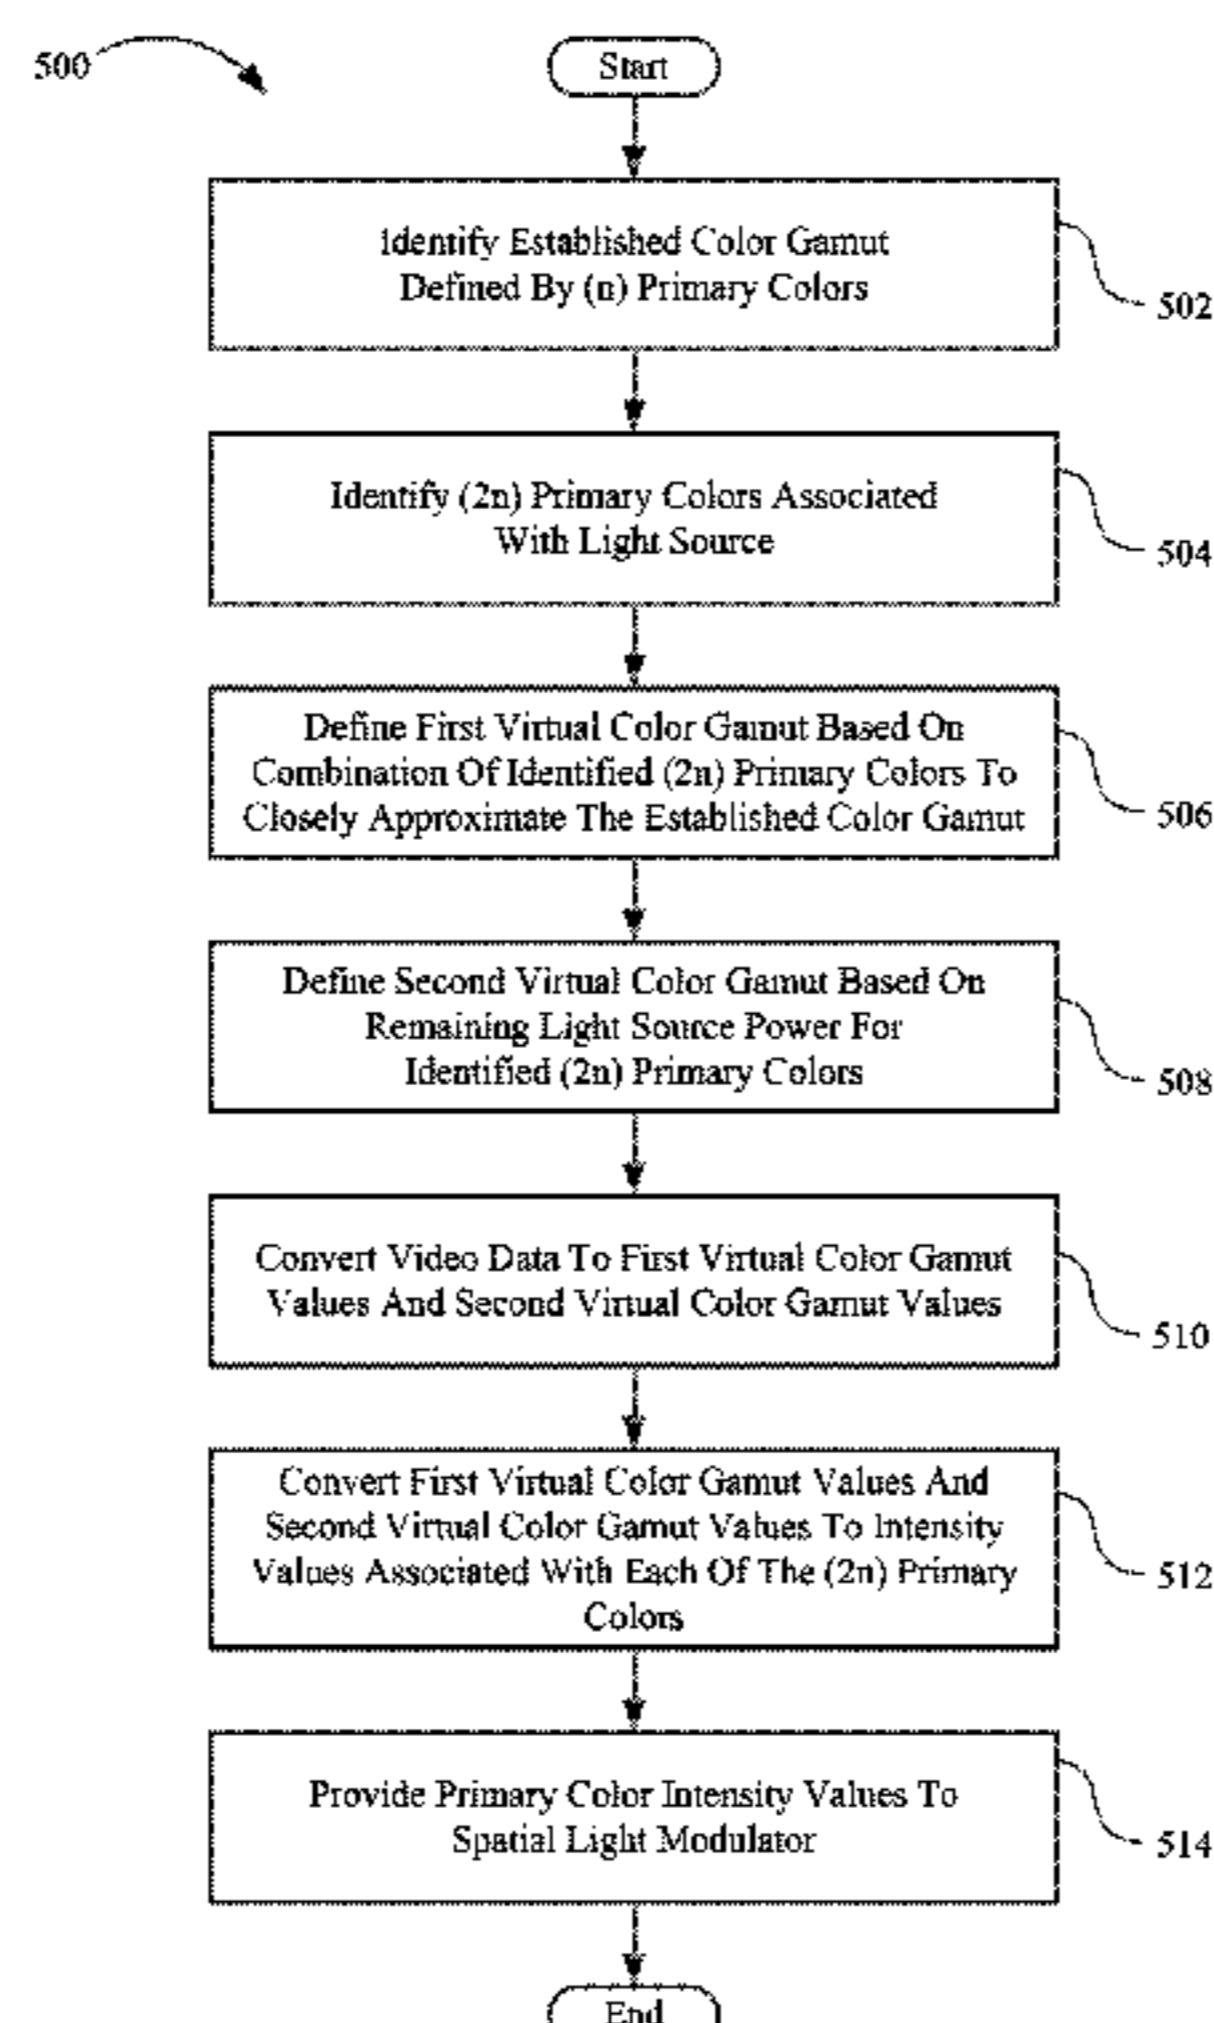 500
Start
Identify Established Color Gamut
Defined By (n) Primary Colors
502
Identify (2n) Primary Colors Associated
With Light Source
504
Define First Virtual Color Gamut Based On
Combination Of Identified (2n) Primary Colors To
Closely Approximate The Established Color Gamut
506
Define Second Virtual Color Gamut Based On
Remaining Light Source Power For
Identified (2n) Primary Colors
508
Convert Video Data To First Virtual Color Gamut
Values And Second Virtual Color Gamut Values
510
Convert First Virtual Color Gamut Values And
Second Virtual Color Gamut Values To Intensity
Values Associated With Each Of The (2n) Primary
Colors
512
Provide Primary Color Intensity Values To
Spatial Light Modulator
514
End